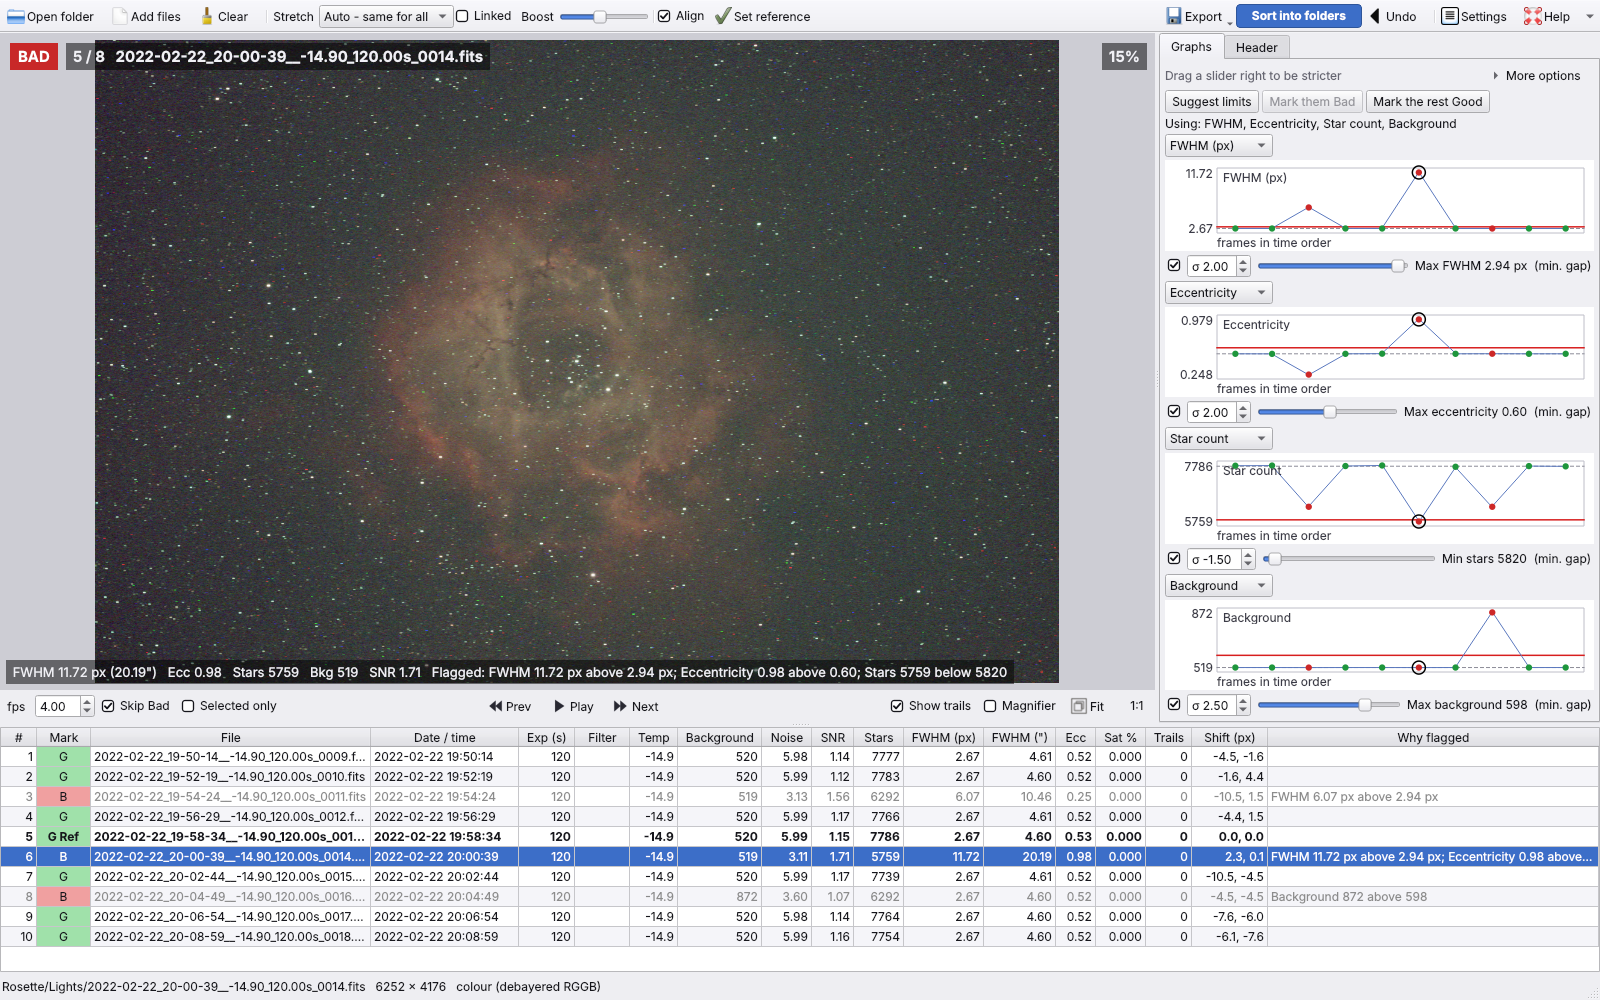 Open folder Add files Clear Stretch Auto - same for all Linked Boost Align Set reference Export Sort into folders Undo Settings Help
BAD 5 / 8 2022-02-22_20-00-39__-14.90_120.00s_0014.fits 15%
FWHM 11.72 px (20.19") Ecc 0.98 Stars 5759 Bkg 519 SNR 1.71 Flagged: FWHM 11.72 px above 2.94 px; Eccentricity 0.98 above 0.60; Stars 5759 below 5820
fps 4.00 Skip Bad Selected only Prev Play Next Show trails Magnifier Fit 1:1
Graphs Header
Drag a slider right to be stricter More options
Suggest limits Mark them Bad Mark the rest Good
Using: FWHM, Eccentricity, Star count, Background
FWHM (px)
11.72 FWHM (px)
2.67
frames in time order
σ 2.00 Max FWHM 2.94 px (min. gap)
Eccentricity
0.979 Eccentricity
0.248
frames in time order
σ 2.00 Max eccentricity 0.60 (min. gap)
Star count
7786 Star count
5759
frames in time order
σ -1.50 Min stars 5820 (min. gap)
Background
872 Background
519
frames in time order
σ 2.50 Max background 598 (min. gap)
# Mark File Date / time Exp (s) Filter Temp Background Noise SNR Stars FWHM (px) FWHM (") Ecc Sat % Trails Shift (px) Why flagged
1 G 2022-02-22_19-50-14__-14.90_120.00s_0009.f... 2022-02-22 19:50:14 120 -14.9 520 5.98 1.14 7777 2.67 4.61 0.52 0.000 0 -4.5, -1.6
2 G 2022-02-22_19-52-19__-14.90_120.00s_0010.fits 2022-02-22 19:52:19 120 -14.9 520 5.99 1.12 7783 2.67 4.60 0.52 0.000 0 -1.6, 4.4
3 B 2022-02-22_19-54-24__-14.90_120.00s_0011.fits 2022-02-22 19:54:24 120 -14.9 519 3.13 1.56 6292 6.07 10.46 0.25 0.000 0 -10.5, 1.5 FWHM 6.07 px above 2.94 px
4 G 2022-02-22_19-56-29__-14.90_120.00s_0012.f... 2022-02-22 19:56:29 120 -14.9 520 5.99 1.17 7766 2.67 4.61 0.52 0.000 0 -4.4, 1.5
5 G Ref 2022-02-22_19-58-34__-14.90_120.00s_001... 2022-02-22 19:58:34 120 -14.9 520 5.99 1.15 7786 2.67 4.60 0.53 0.000 0 0.0, 0.0
6 B 2022-02-22_20-00-39__-14.90_120.00s_0014.... 2022-02-22 20:00:39 120 -14.9 519 3.11 1.71 5759 11.72 20.19 0.98 0.000 0 2.3, 0.1 FWHM 11.72 px above 2.94 px; Eccentricity 0.98 above...
7 G 2022-02-22_20-02-44__-14.90_120.00s_0015.... 2022-02-22 20:02:44 120 -14.9 520 5.99 1.17 7739 2.67 4.61 0.52 0.000 0 -10.5, -4.5
8 B 2022-02-22_20-04-49__-14.90_120.00s_0016.... 2022-02-22 20:04:49 120 -14.9 872 3.60 1.07 6292 2.67 4.60 0.52 0.000 0 -4.5, -4.5 Background 872 above 598
9 G 2022-02-22_20-06-54__-14.90_120.00s_0017.... 2022-02-22 20:06:54 120 -14.9 520 5.98 1.14 7764 2.67 4.60 0.52 0.000 0 -7.6, -6.0
10 G 2022-02-22_20-08-59__-14.90_120.00s_0018.... 2022-02-22 20:08:59 120 -14.9 520 5.99 1.16 7754 2.67 4.60 0.52 0.000 0 -6.1, -7.6
Rosette/Lights/2022-02-22_20-00-39__-14.90_120.00s_0014.fits 6252 × 4176 colour (debayered RGGB)